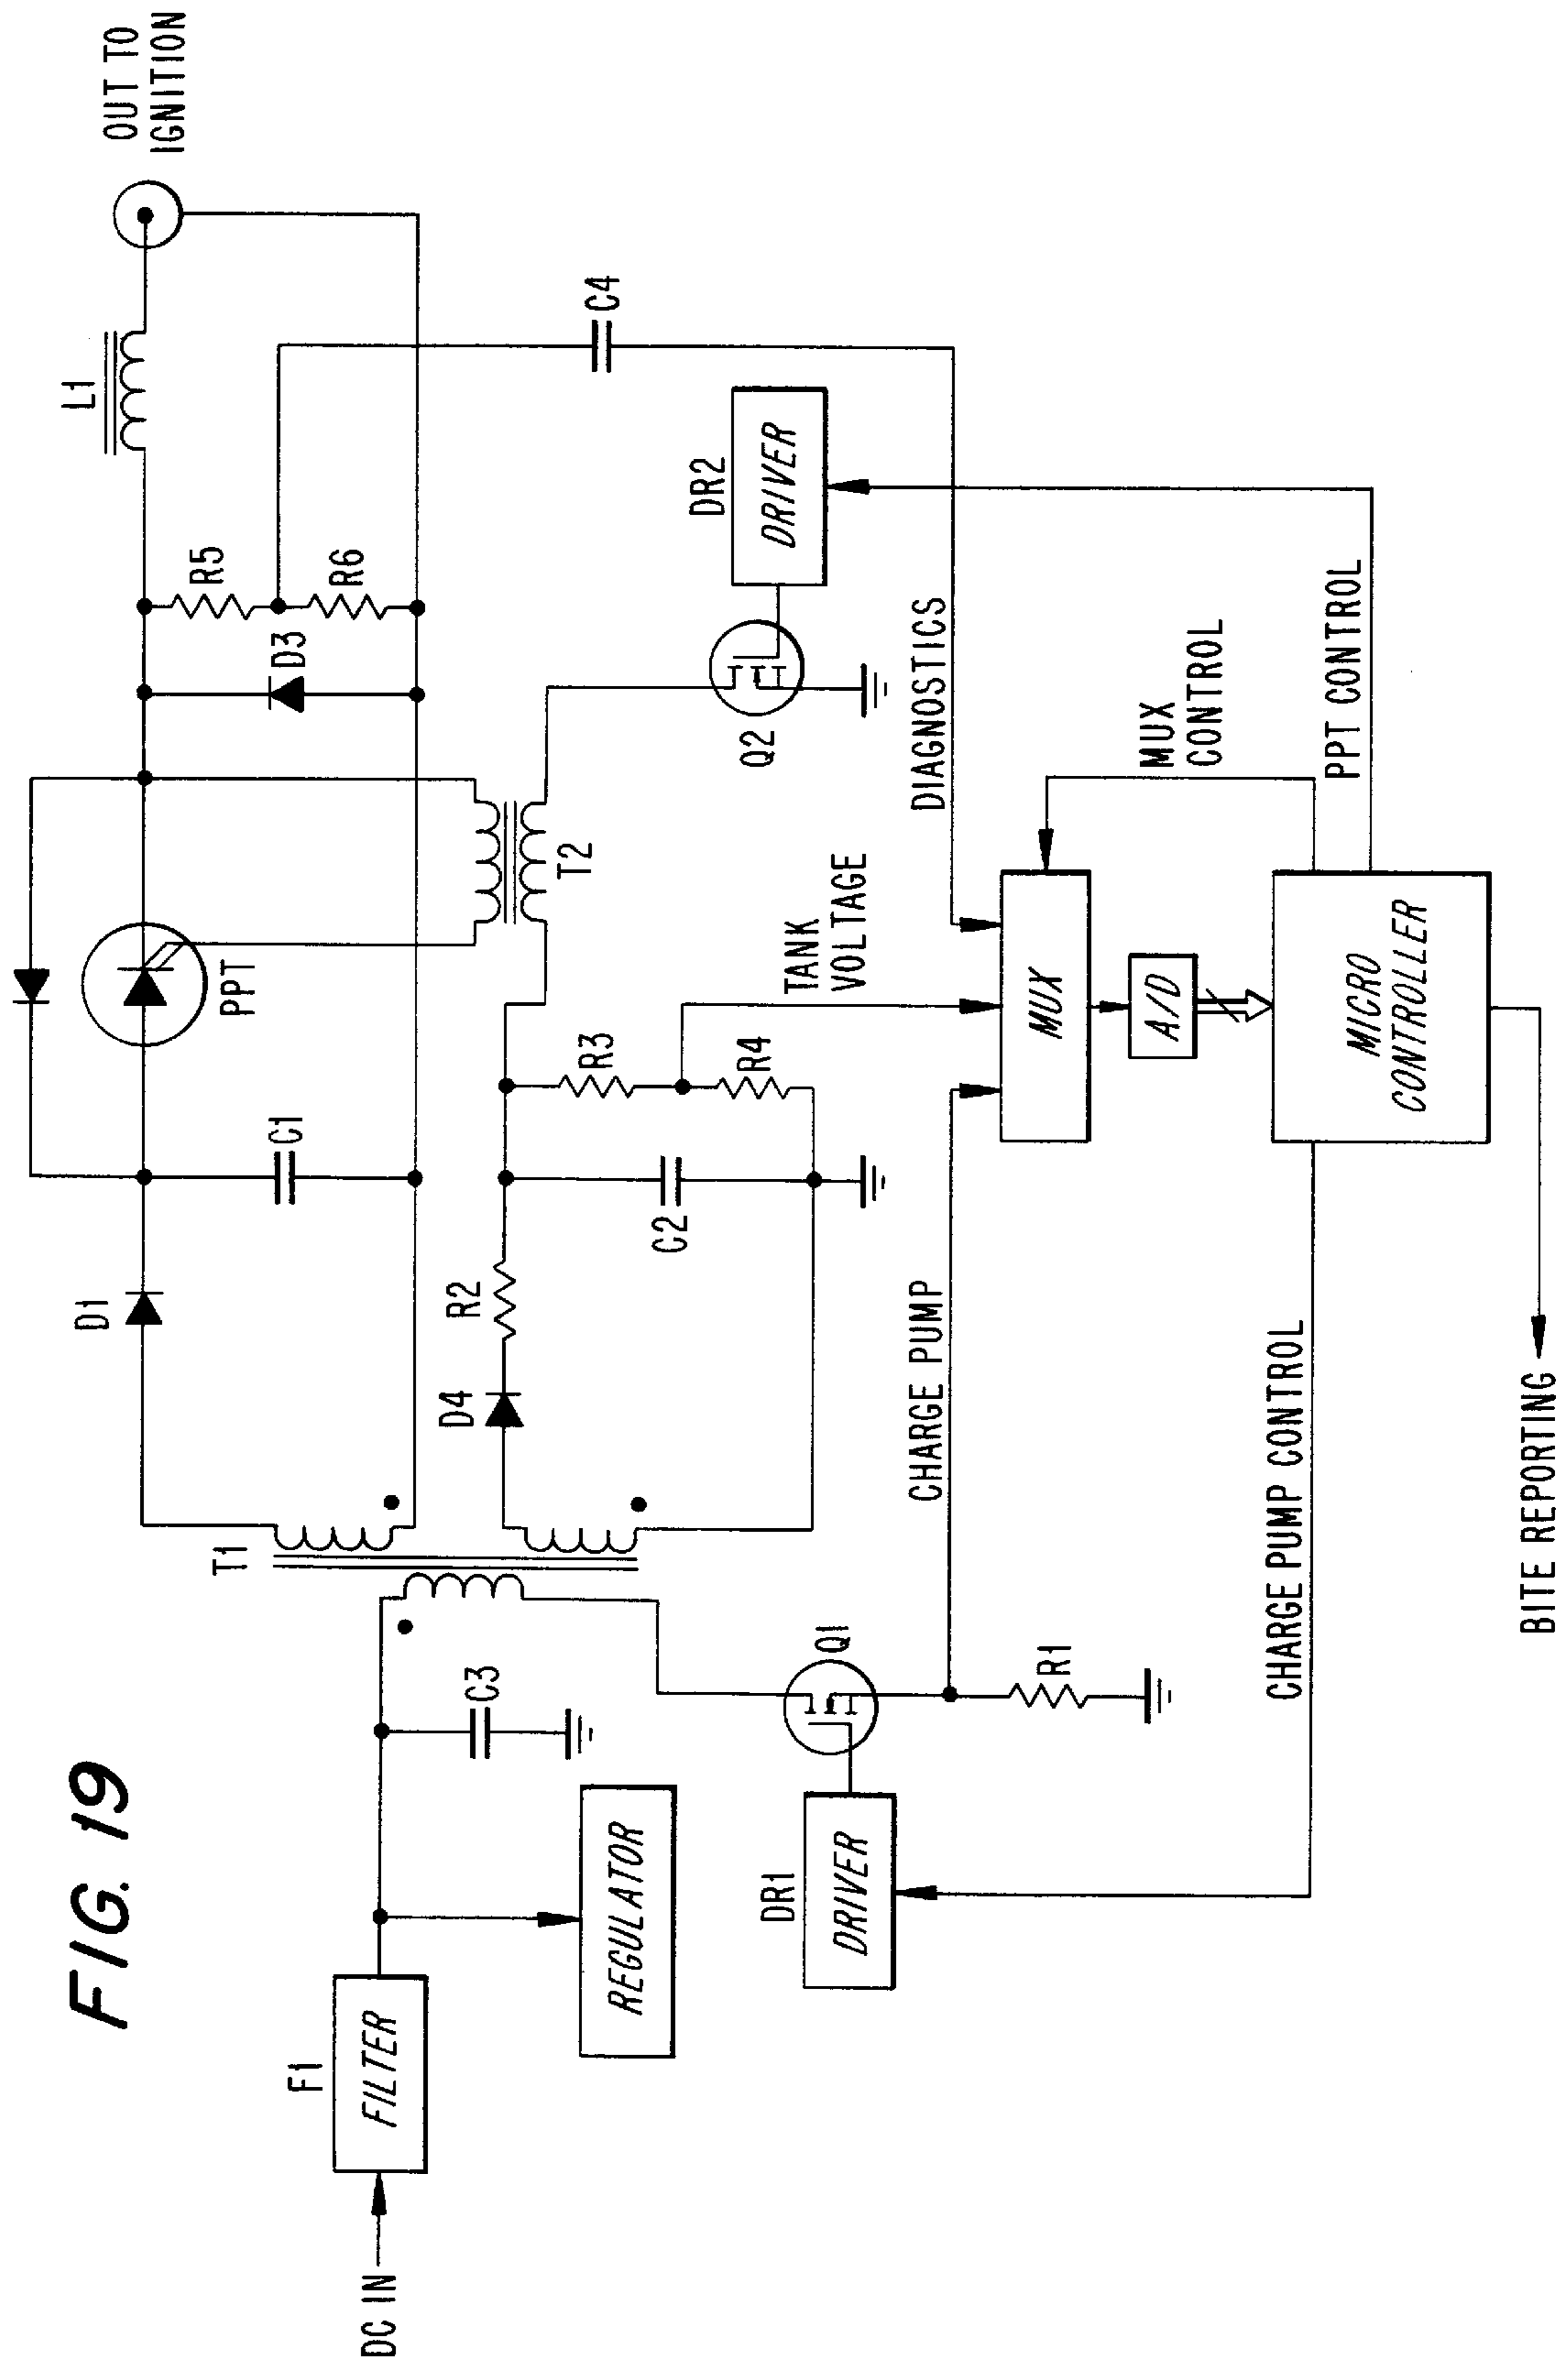 FIG. 19
DC IN
F1
FILTER
REGULATOR
C3
T1
D1
C1
PPT
D3
R5
R6
L1
OUT TO
IGNITION
D4
R2
C2
R3
R4
T2
C4
Q2
DR2
DRIVER
Q1
R1
DR1
DRIVER
CHARGE PUMP
TANK
VOLTAGE
DIAGNOSTICS
MUX
MUX
CONTROL
A/D
MICRO
CONTROLLER
PPT CONTROL
CHARGE PUMP CONTROL
BITE REPORTING